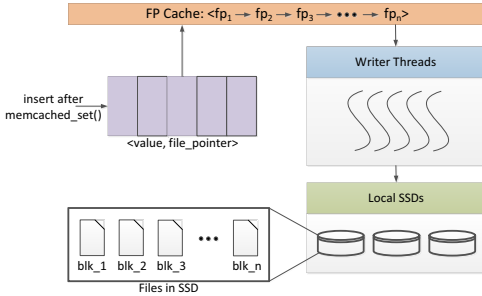 FP Cache: <fp1 → fp2 → fp3 → ••• → fpn>
Writer Threads
insert after
memcached_set()
<value, file_pointer>
Local SSDs
blk_1 blk_2 blk_3 ••• blk_n
Files in SSD